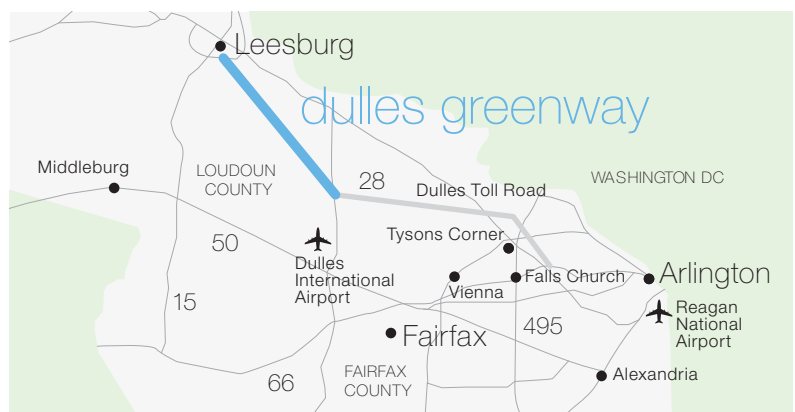 Leesburg
dulles greenway
Middleburg
LOUDOUN
COUNTY
28
Dulles Toll Road
WASHINGTON DC
50
Tysons Corner
Dulles
International
Airport
15
Vienna
Falls Church
Arlington
Reagan
National
Airport
Fairfax
495
66
FAIRFAX
COUNTY
Alexandria